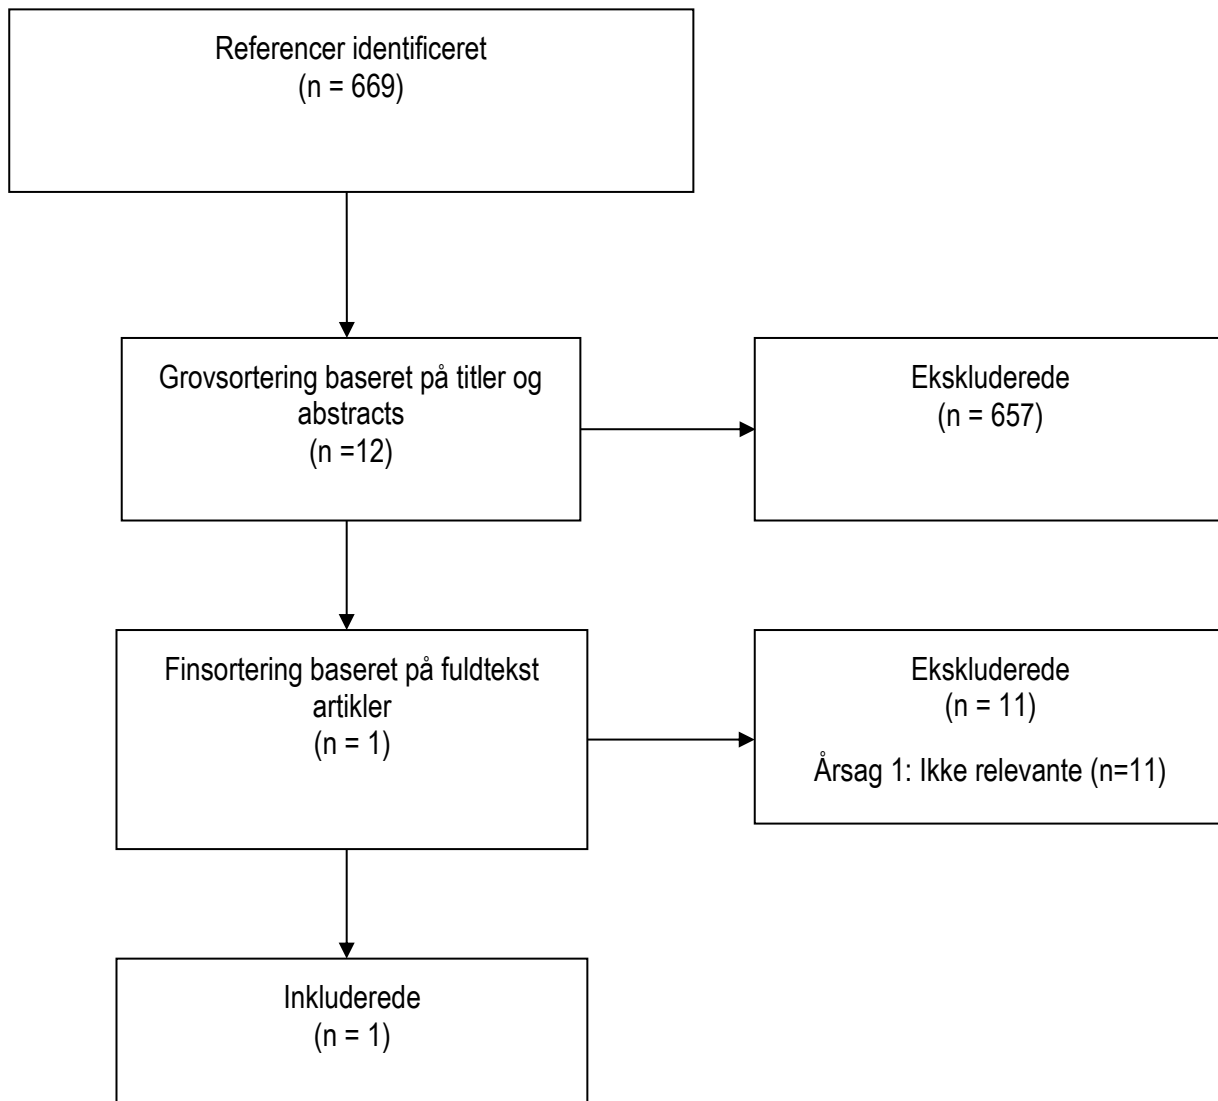 Referencer identificeret
(n = 669)
Grovsortering baseret på titler og
abstracts
(n =12)
Ekskluderede
(n = 657)
Finsortering baseret på fuldtekst
artikler
(n = 1)
Ekskluderede
(n = 11)
Årsag 1: Ikke relevante (n=11)
Inkluderede
(n = 1)